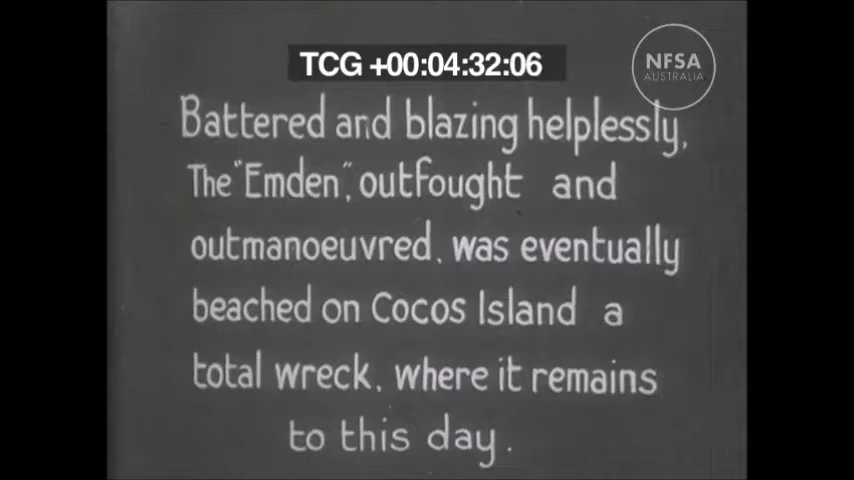 TCG +00:04:32:06
NFSA
AUSTRALIA
Battered and blazing helplessly,
The "Emden", outfought and
outmanoeuvred, was eventually
beached on Cocos Island a
total wreck, where it remains
to this day.